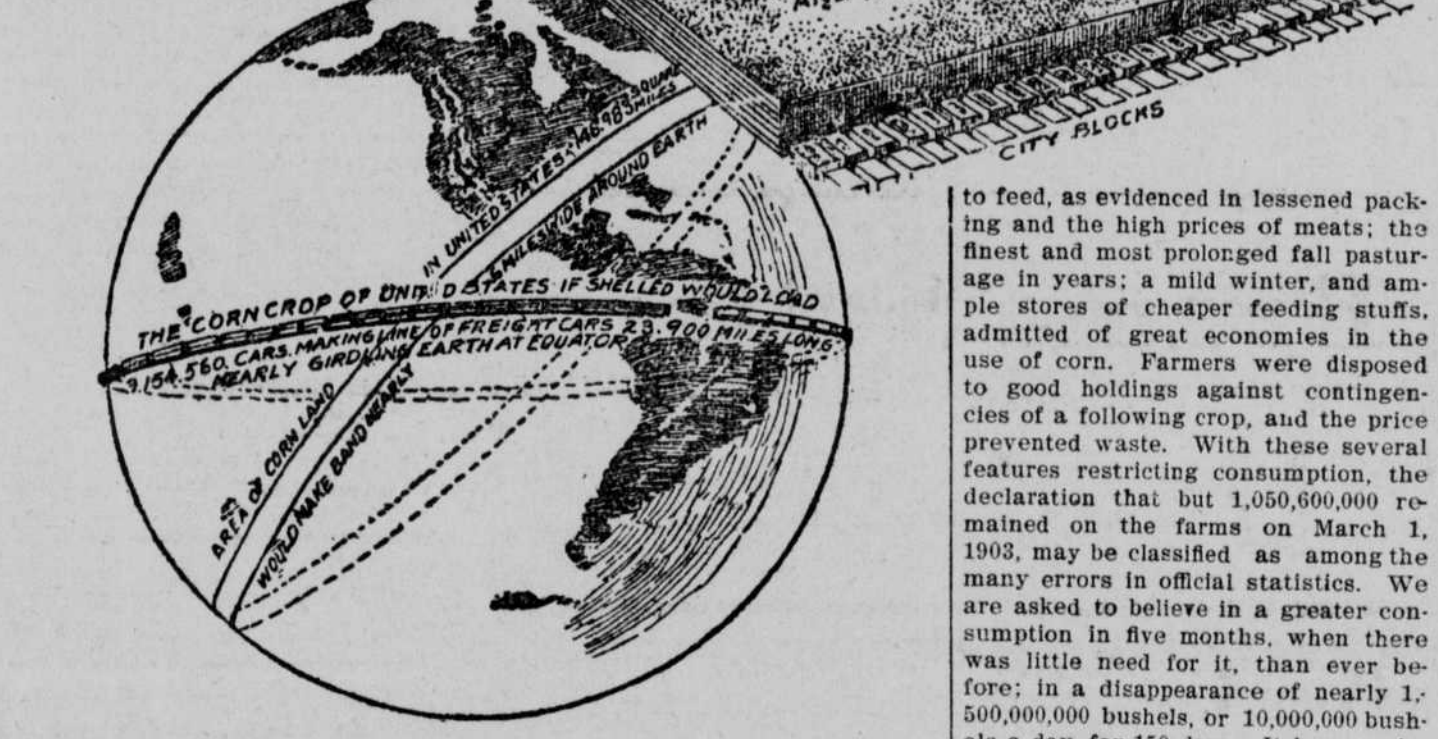 CITY BLOCKS
IN UNITED STATES, 146,983 SQUARE MILES
MILES WIDE AROUND EARTH
THE CORN CROP OF UNITED STATES IF SHELLED WOULD LOAD
3,154,560 CARS. MAKING LINE OF FREIGHT CARS 23,900 MILES LONG
NEARLY GIRDLING EARTH AT EQUATOR
AREA OF CORN LAND
WOULD MAKE BAND NEARLY
to feed, as evidenced in lessened pack-
ing and the high prices of meats; the
finest and most prolonged fall pastur-
age in years; a mild winter, and am-
ple stores of cheaper feeding stuffs,
admitted of great economies in the
use of corn. Farmers were disposed
to good holdings against contingen-
cies of a following crop, and the price
prevented waste. With these several
features restricting consumption, the
declaration that but 1,050,600,000 re-
mained on the farms on March 1,
1903, may be classified as among the
many errors in official statistics. We
are asked to believe in a greater con-
sumption in five months, when there
was little need for it, than ever be-
fore; in a disappearance of nearly 1,-
500,000,000 bushels, or 10,000,000 bush-